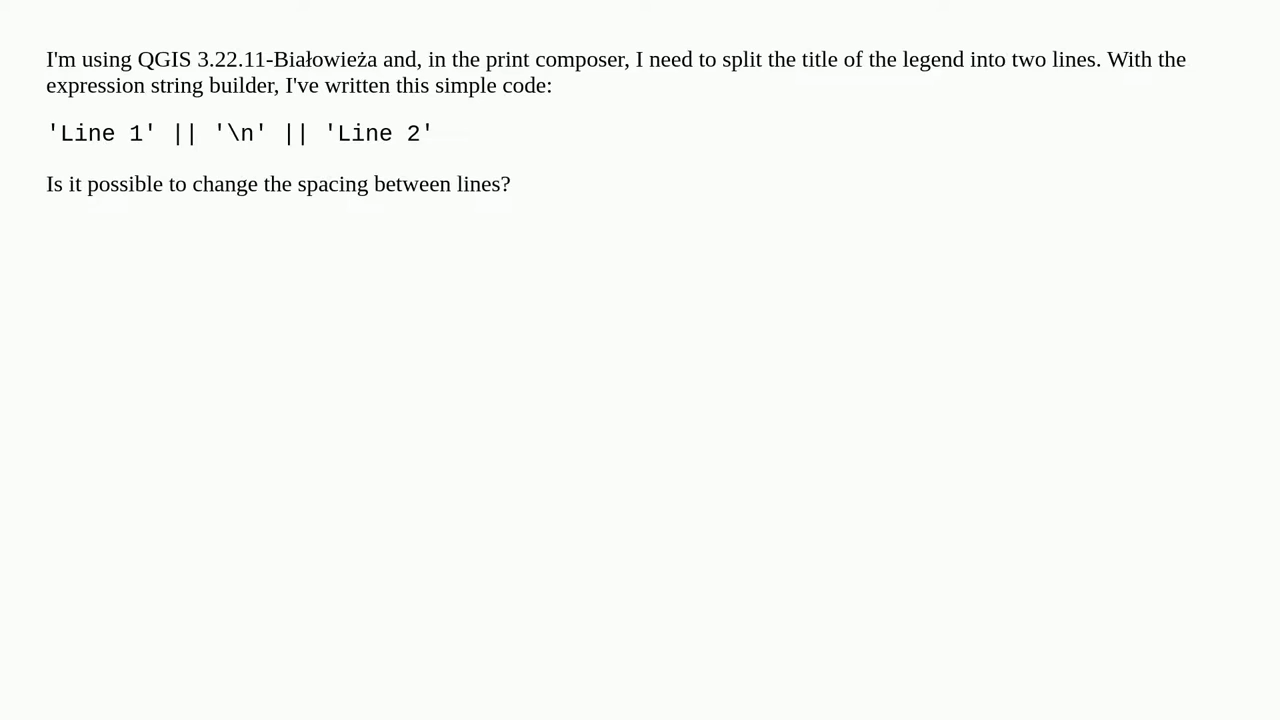 I'm using QGIS 3.22.11-Białowieża and, in the print composer, I need to split the title of the legend into two lines. With the
expression string builder, I've written this simple code:
'Line 1' || '\n' || 'Line 2'
Is it possible to change the spacing between lines?